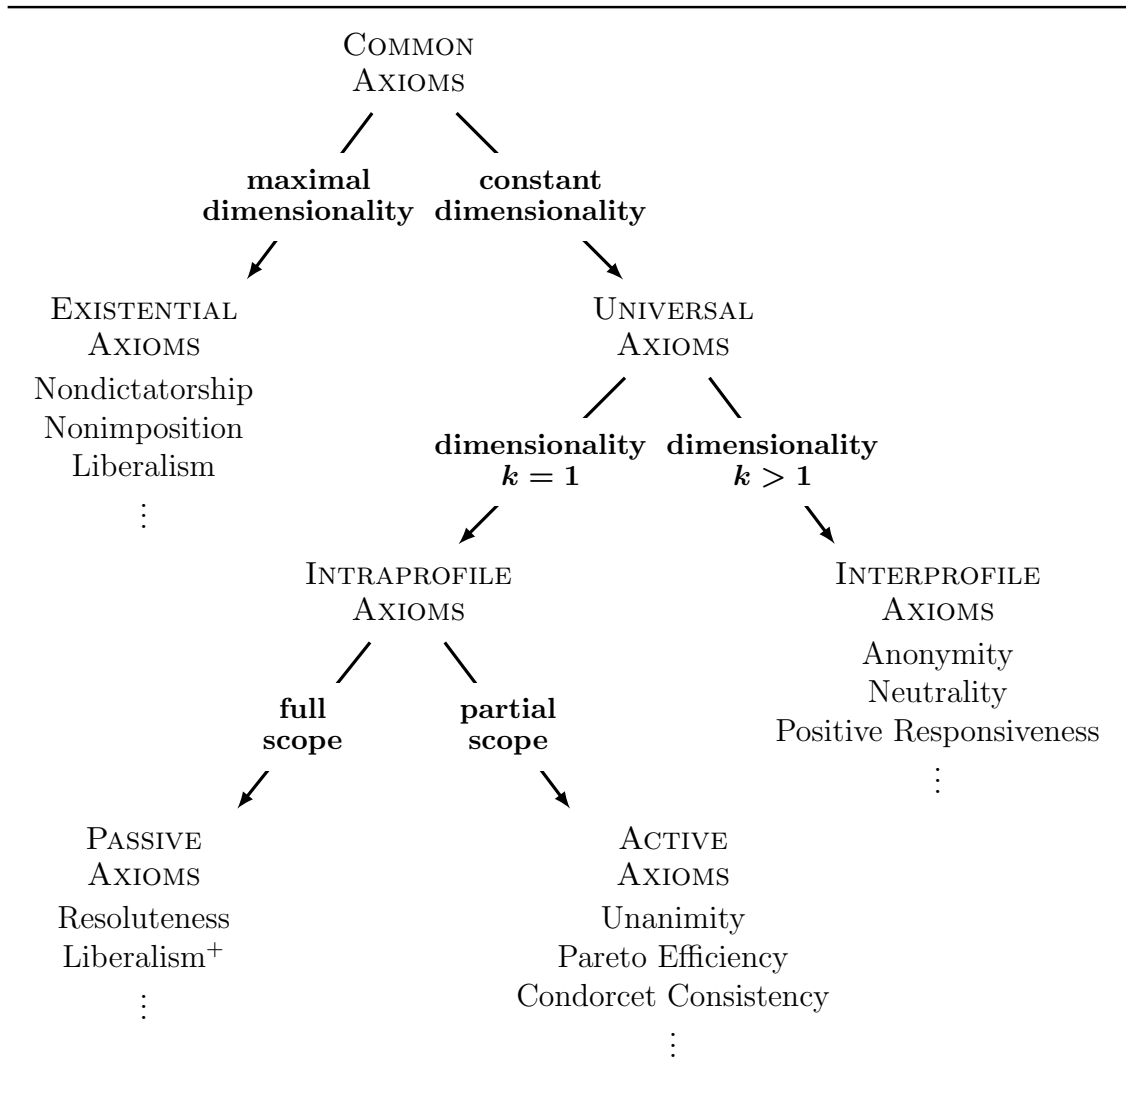 COMMON
AXIOMS
maximal
dimensionality
constant
dimensionality
EXISTENTIAL
AXIOMS
Nondictatorship
Nonimposition
Liberalism
⋮
UNIVERSAL
AXIOMS
dimensionality
k = 1
dimensionality
k > 1
INTRAPROFILE
AXIOMS
INTERPROFILE
AXIOMS
Anonymity
Neutrality
Positive Responsiveness
⋮
full
scope
partial
scope
PASSIVE
AXIOMS
Resoluteness
Liberalism⁺
⋮
ACTIVE
AXIOMS
Unanimity
Pareto Efficiency
Condorcet Consistency
⋮